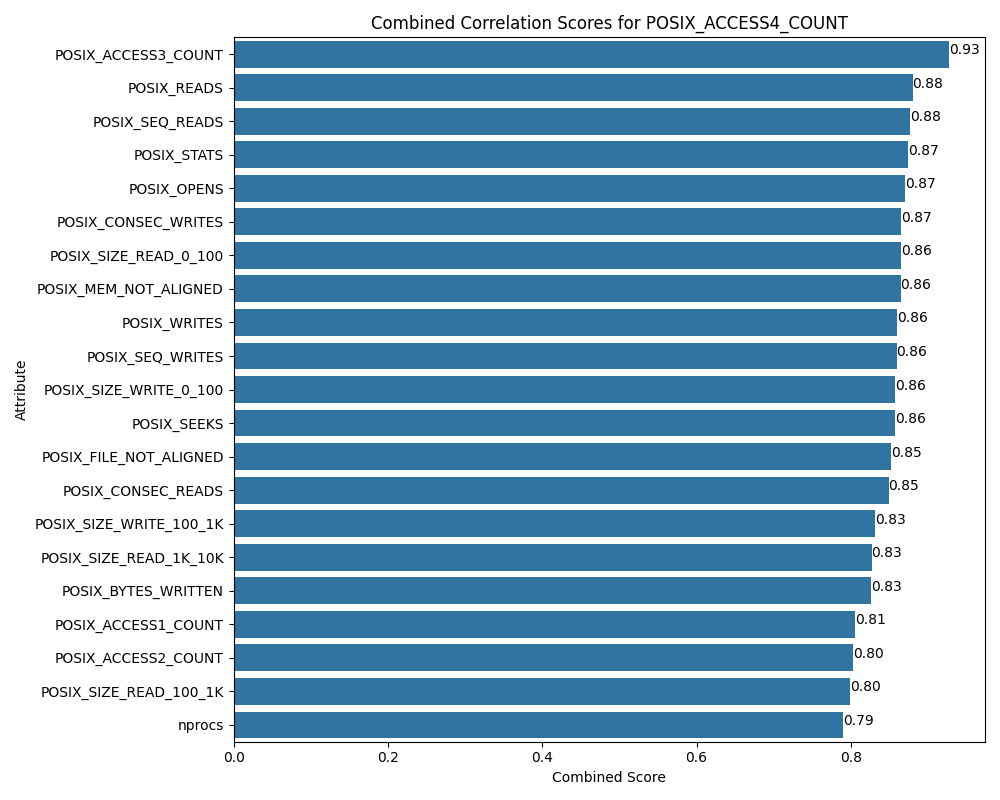 Combined Correlation Scores for POSIX_ACCESS4_COUNT
POSIX_ACCESS3_COUNT 0.93
POSIX_READS 0.88
POSIX_SEQ_READS 0.88
POSIX_STATS 0.87
POSIX_OPENS 0.87
POSIX_CONSEC_WRITES 0.87
POSIX_SIZE_READ_0_100 0.86
POSIX_MEM_NOT_ALIGNED 0.86
POSIX_WRITES 0.86
POSIX_SEQ_WRITES 0.86
POSIX_SIZE_WRITE_0_100 0.86
POSIX_SEEKS 0.86
POSIX_FILE_NOT_ALIGNED 0.85
POSIX_CONSEC_READS 0.85
POSIX_SIZE_WRITE_100_1K 0.83
POSIX_SIZE_READ_1K_10K 0.83
POSIX_BYTES_WRITTEN 0.83
POSIX_ACCESS1_COUNT 0.81
POSIX_ACCESS2_COUNT 0.80
POSIX_SIZE_READ_100_1K 0.80
nprocs 0.79
Attribute
0.0 0.2 0.4 0.6 0.8
Combined Score